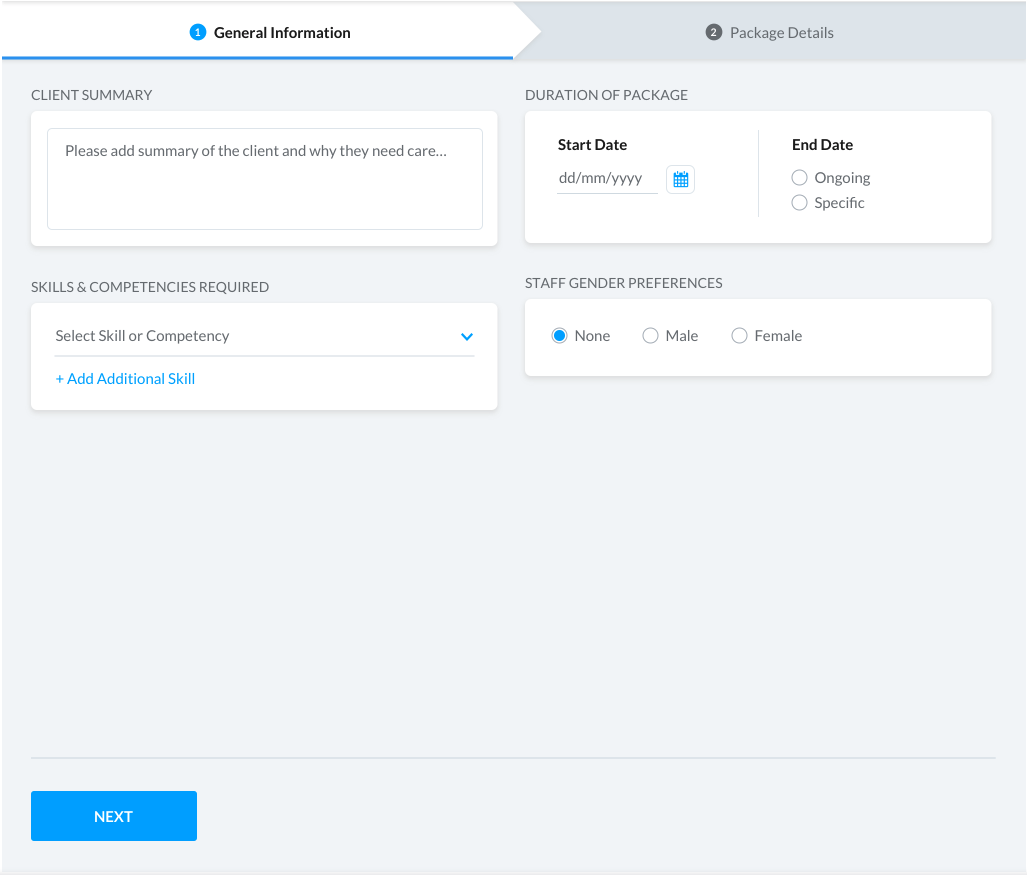 1 General Information
2 Package Details
CLIENT SUMMARY
Please add summary of the client and why they need care...
DURATION OF PACKAGE
Start Date
dd/mm/yyyy
End Date
Ongoing
Specific
SKILLS & COMPETENCIES REQUIRED
Select Skill or Competency
+ Add Additional Skill
STAFF GENDER PREFERENCES
None Male Female
NEXT